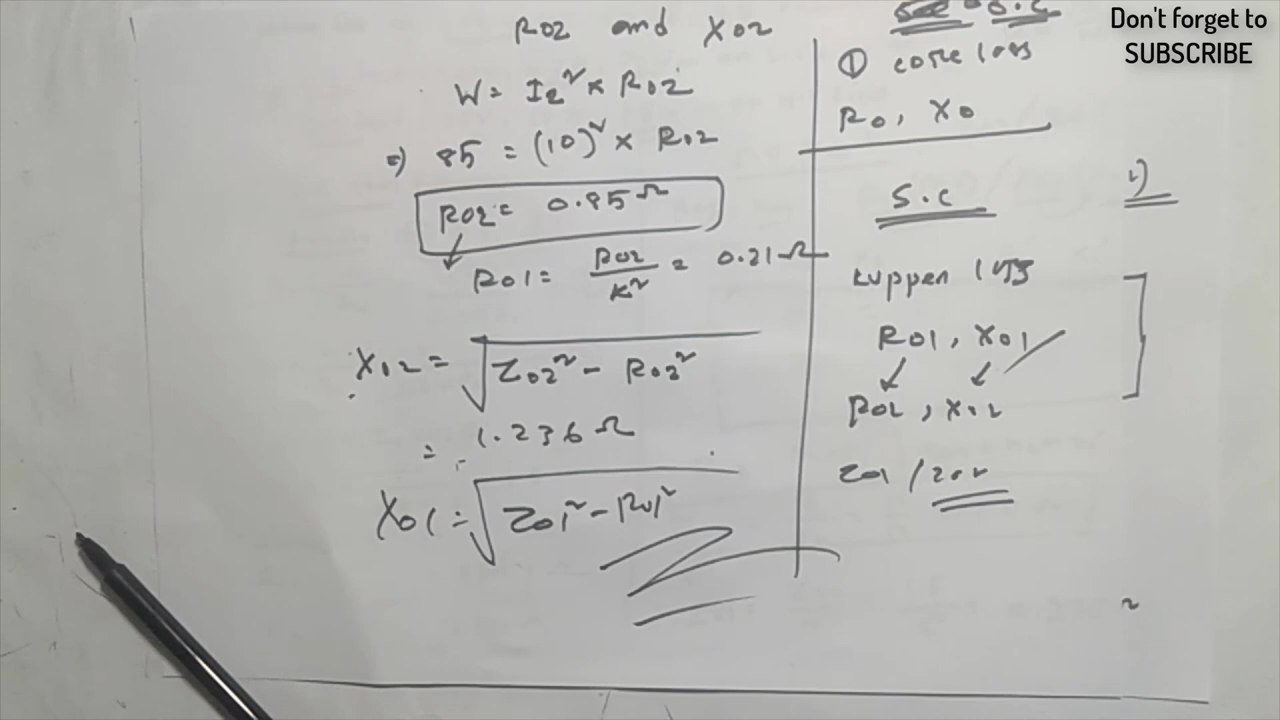 R02 and X02
W = I2² × R02
=) 85 = (10)² × R02
R02 = 0.85 Ω
R01 = R02 / K² = 0.21 Ω
X02 = √(Z02² - R02²)
= 1.236 Ω
X01 = √(Z01² - R01²)
① core loss
R0, X0
S.C
kuppen loss
R01, X01
R02, X02
Z01 / Z02
Don't forget to
SUBSCRIBE